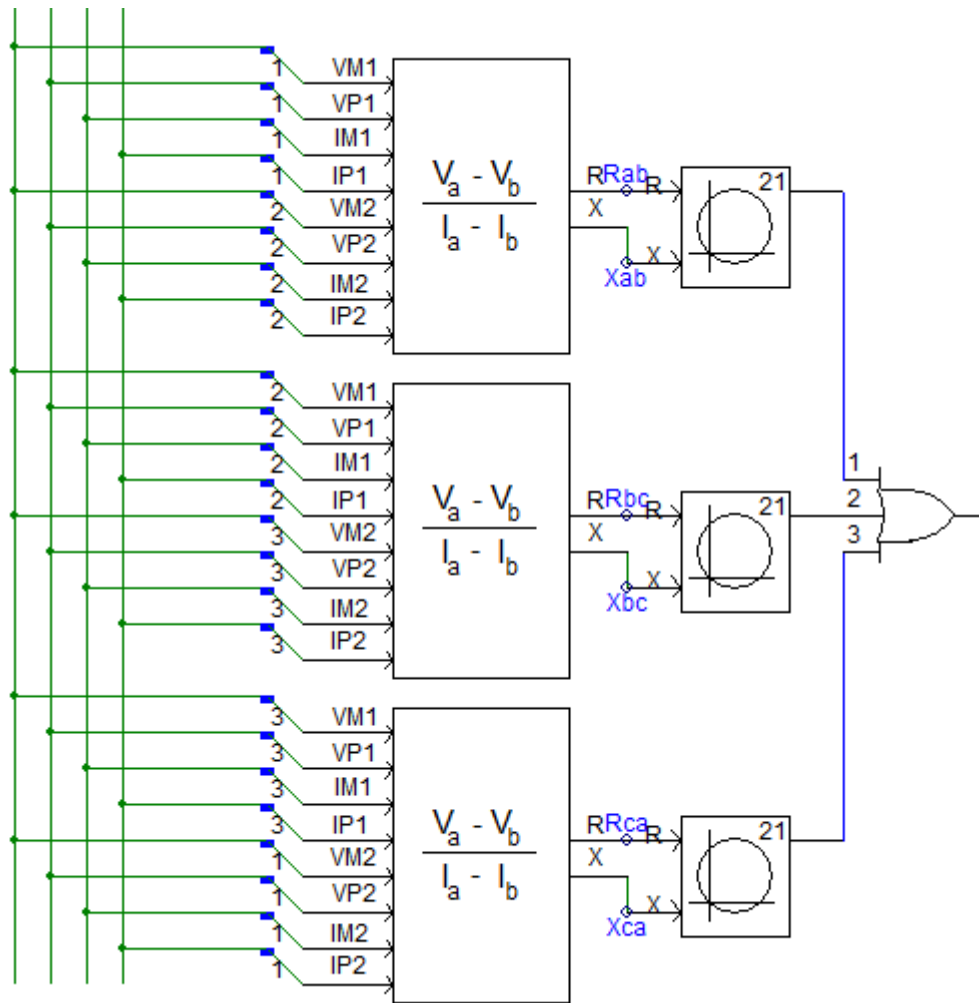 1 VM1
1 VP1
1 IM1
1 IP1
2 VM2
2 VP2
2 IM2
2 IP2
Va - Vb
Ia - Ib
R Rab R
X
Xab X
21
2 VM1
2 VP1
2 IM1
2 IP1
3 VM2
3 VP2
3 IM2
3 IP2
Va - Vb
Ia - Ib
R Rbc R
X
Xbc X
21
1
2
3
3 VM1
3 VP1
3 IM1
3 IP1
1 VM2
1 VP2
1 IM2
1 IP2
Va - Vb
Ia - Ib
R Rca R
X
Xca X
21